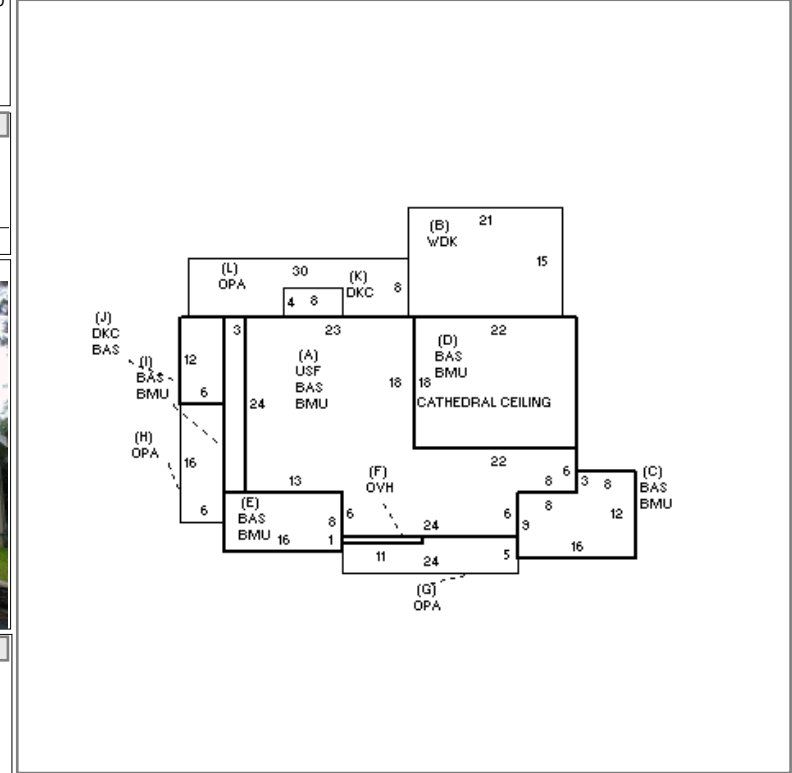 (B)
WDK
21
15
(L)
OPA
30
(K)
DKC
8
4 8
(J)
DKC
BAS
(I)
BAS
BMU
12
6
3
23
(A)
USF
BAS
BMU
24
18
22
(D)
BAS
BMU
18
CATHEDRAL CEILING
(H)
OPA
16
6
13
22
6
8
(C)
BAS
BMU
3 8
8
12
9
16
(E)
BAS
BMU
16
8
1
(F)
OVH
6
24
6
11
24
5
(G)
OPA